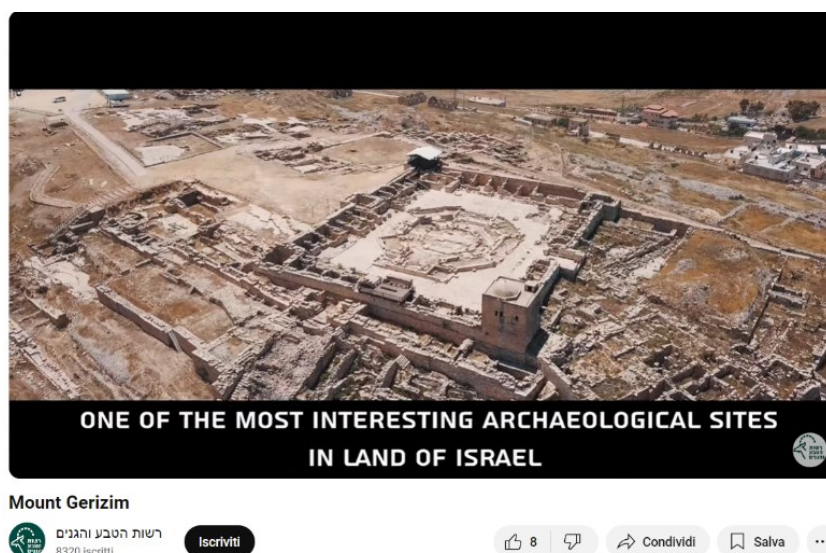 ONE OF THE MOST INTERESTING ARCHAEOLOGICAL SITES
IN LAND OF ISRAEL
Mount Gerizim
רשות הטבע והגנים
8320 iscritti
Iscriviti
8
Condividi
Salva